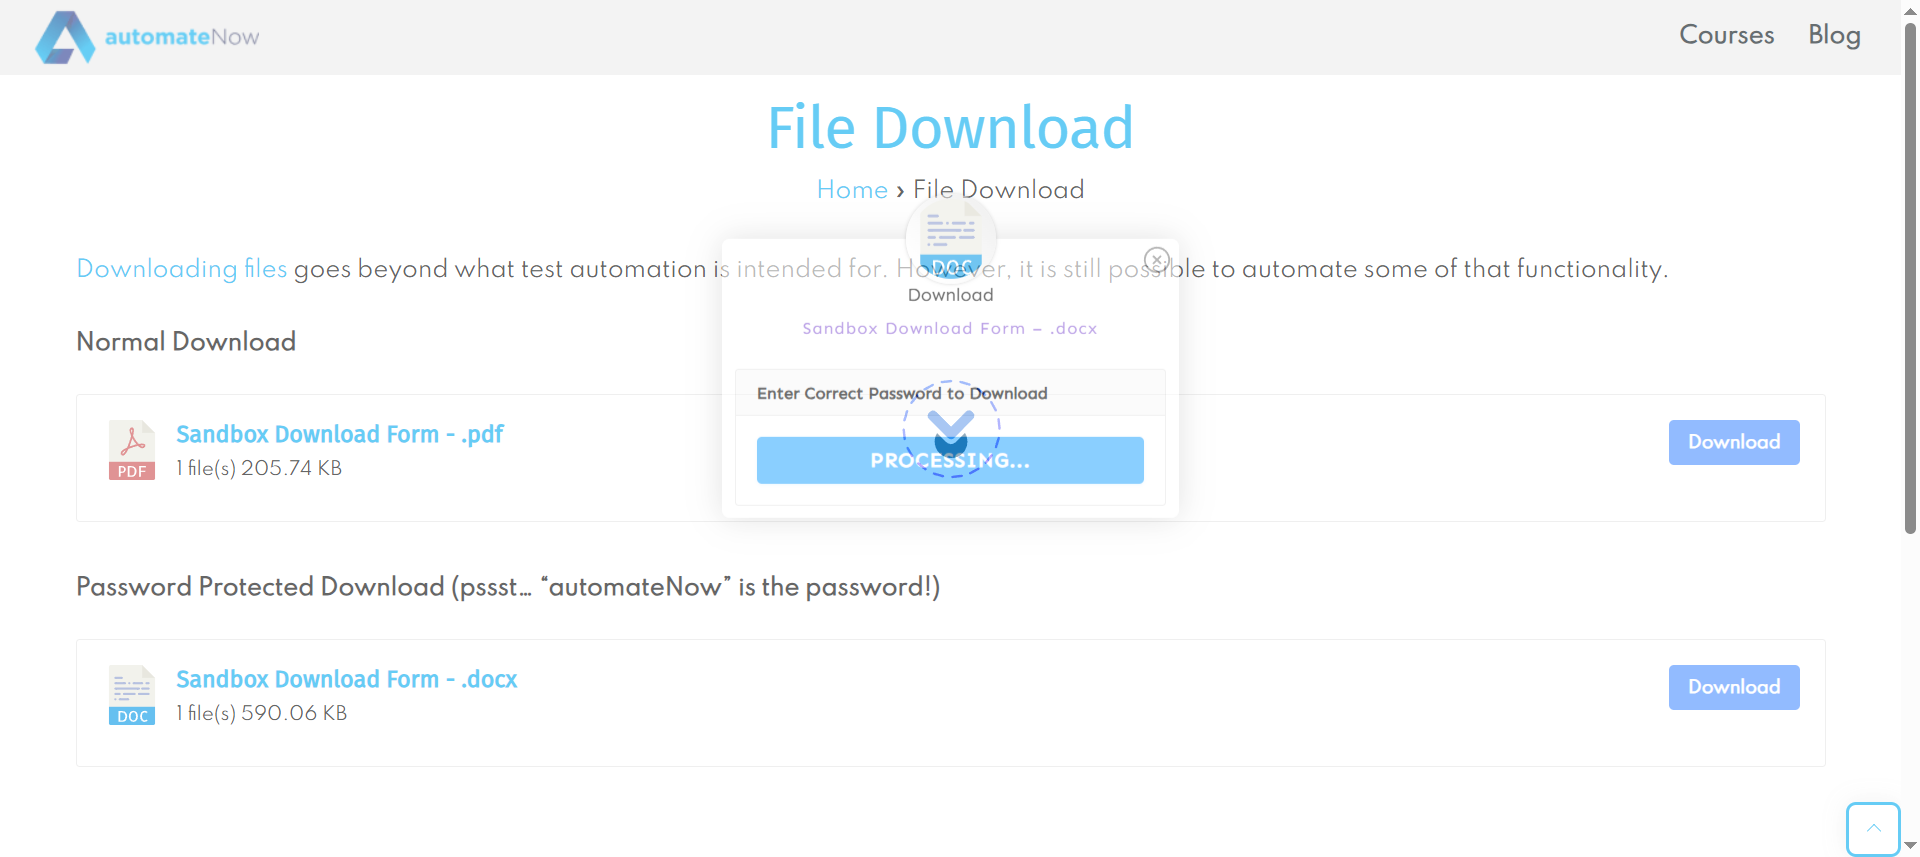 automateNow
Courses Blog
File Download
Home › File Download
DOC
Downloading files goes beyond what test automation is intended for. However, it is still possible to automate some of that functionality.
Download
Sandbox Download Form – .docx
Normal Download
Enter Correct Password to Download
PROCESSING...
PDF
Sandbox Download Form - .pdf
1 file(s) 205.74 KB
Download
Password Protected Download (pssst… “automateNow” is the password!)
DOC
Sandbox Download Form - .docx
1 file(s) 590.06 KB
Download